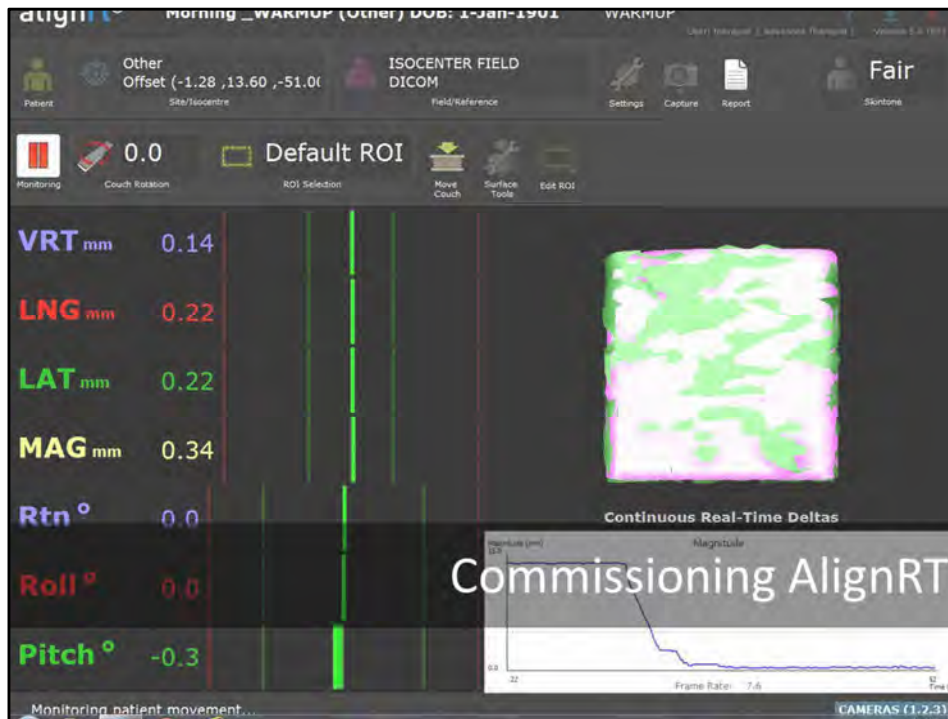 alignRT
Morning _WARMUP (Other) DOB: 1-Jan-1901
WARMUP
Other
Offset (-1.28 ,13.60 ,-51.0
Site/Isocentre
ISOCENTER FIELD
DICOM
Field/Reference
Patient
Settings
Capture
Report
Fair
Skintone
Monitoring
0.0
Couch Rotation
Default ROI
ROI Selection
Move
Couch
Surface
Tools
Edit ROI
VRT mm 0.14
LNG mm 0.22
LAT mm 0.22
MAG mm 0.34
Rtn ° 0.0
Roll ° 0.0
Pitch ° -0.3
Continuous Real-Time Deltas
Magnitude
0.0
Frame Rate: 7.6
Commissioning AlignRT
Monitoring patient movement...
CAMERAS (1,2,3)